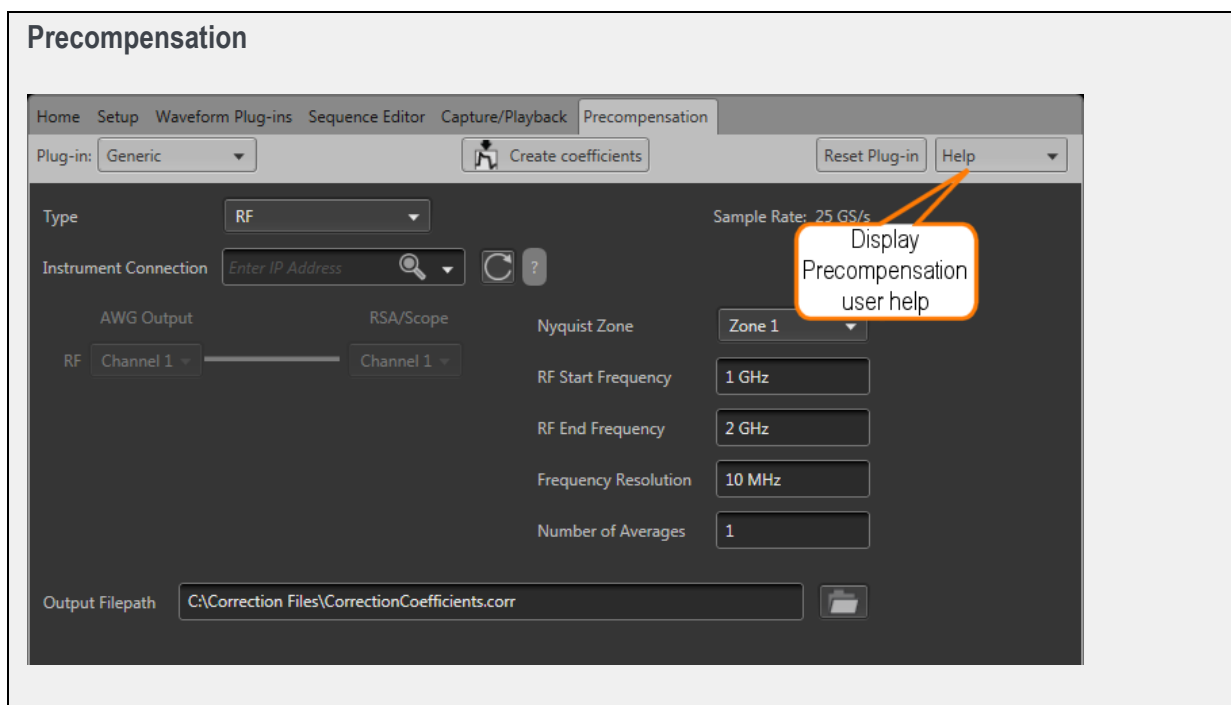 Precompensation
Home Setup Waveform Plug-ins Sequence Editor Capture/Playback Precompensation
Plug-in: Generic Create coefficients Reset Plug-in Help
Type RF Sample Rate: 25 GS/s
Display
Precompensation
user help
Instrument Connection Enter IP Address ?
AWG Output RSA/Scope
RF Channel 1 Channel 1
Nyquist Zone Zone 1
RF Start Frequency 1 GHz
RF End Frequency 2 GHz
Frequency Resolution 10 MHz
Number of Averages 1
Output Filepath C:\Correction Files\CorrectionCoefficients.corr